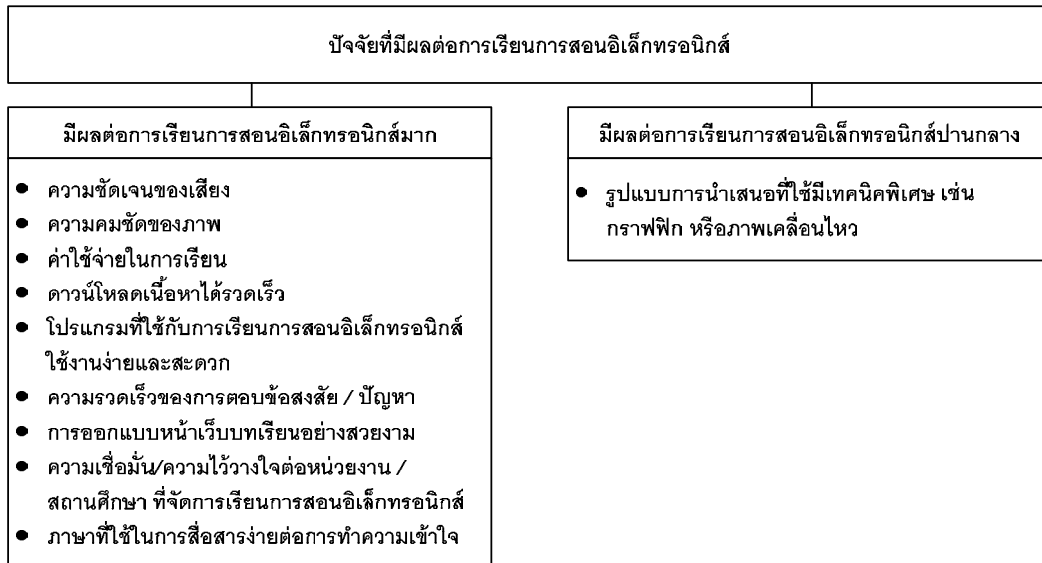 ปัจจัยที่มีผลต่อการเรียนการสอนอิเล็กทรอนิกส์
มีผลต่อการเรียนการสอนอิเล็กทรอนิกส์มาก
● ความชัดเจนของเสียง
● ความคมชัดของภาพ
● ค่าใช้จ่ายในการเรียน
● ดาวน์โหลดเนื้อหาได้รวดเร็ว
● โปรแกรมที่ใช้กับการเรียนการสอนอิเล็กทรอนิกส์
ใช้งานง่ายและสะดวก
● ความรวดเร็วของการตอบข้อสงสัย / ปัญหา
● การออกแบบหน้าเว็บบทเรียนอย่างสวยงาม
● ความเชื่อมั่น/ความไว้วางใจต่อหน่วยงาน /
สถานศึกษา ที่จัดการเรียนการสอนอิเล็กทรอนิกส์
● ภาษาที่ใช้ในการสื่อสารง่ายต่อการทำความเข้าใจ
มีผลต่อการเรียนการสอนอิเล็กทรอนิกส์ปานกลาง
● รูปแบบการนำเสนอที่ใช้มีเทคนิคพิเศษ เช่น
กราฟฟิก หรือภาพเคลื่อนไหว